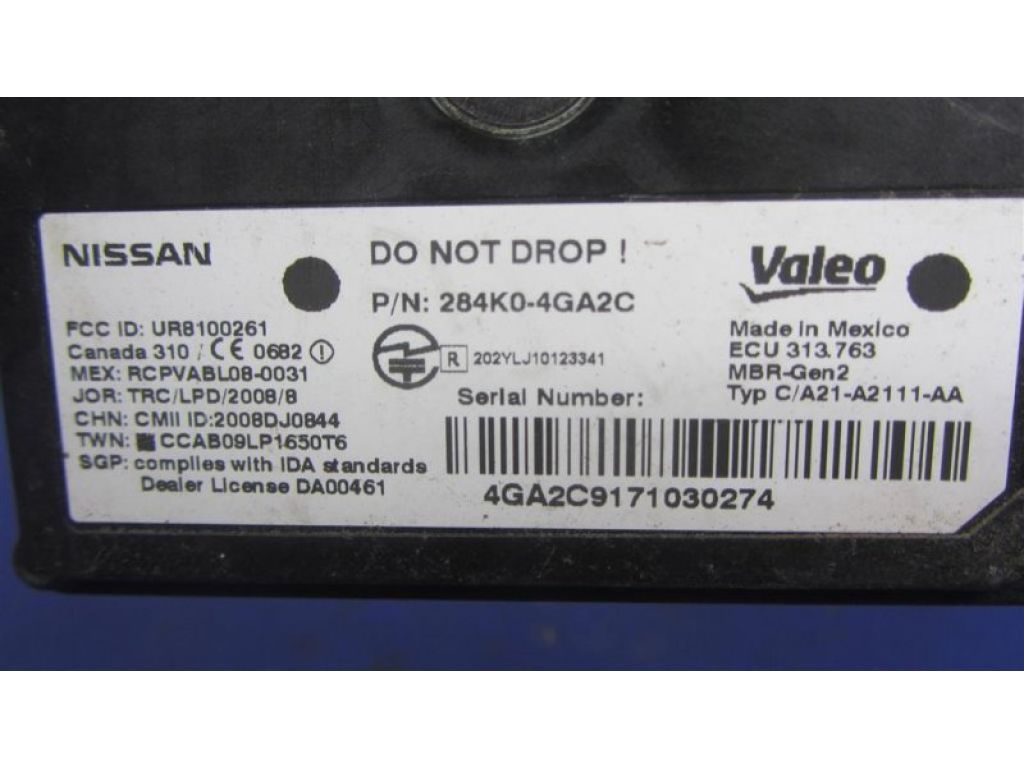 NISSAN
DO NOT DROP !
P/N: 284K0-4GA2C
Valeo
FCC ID: UR8100261
Canada 310 / CE 0682
MEX: RCPVABL08-0031
JOR: TRC/LPD/2008/8
CHN: CMII ID:2008DJ0844
TWN: CCAB09LP1650T6
SGP: complies with IDA standards
Dealer License DA00461
R 202YLJ10123341
Serial Number:
4GA2C9171030274
Made in Mexico
ECU 313.763
MBR-Gen2
Typ C/A21-A2111-AA